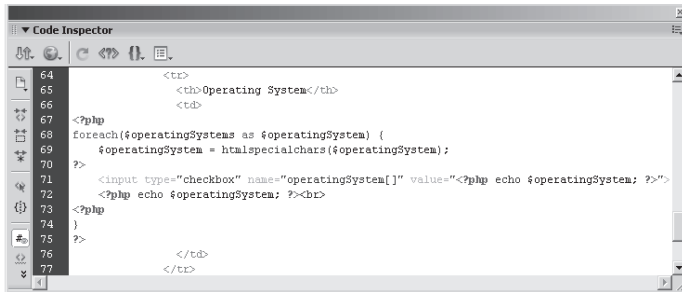 Code Inspector
64 <tr>
65 <th>Operating System</th>
66 <td>
67 <?php
68 foreach($operatingSystems as $operatingSystem) {
69 $operatingSystem = htmlspecialchars($operatingSystem);
70 ?>
71 <input type="checkbox" name="operatingSystem[]" value="<?php echo $operatingSystem; ?>">
72 <?php echo $operatingSystem; ?><br>
73 <?php
74 }
75 ?>
76 </td>
77 </tr>